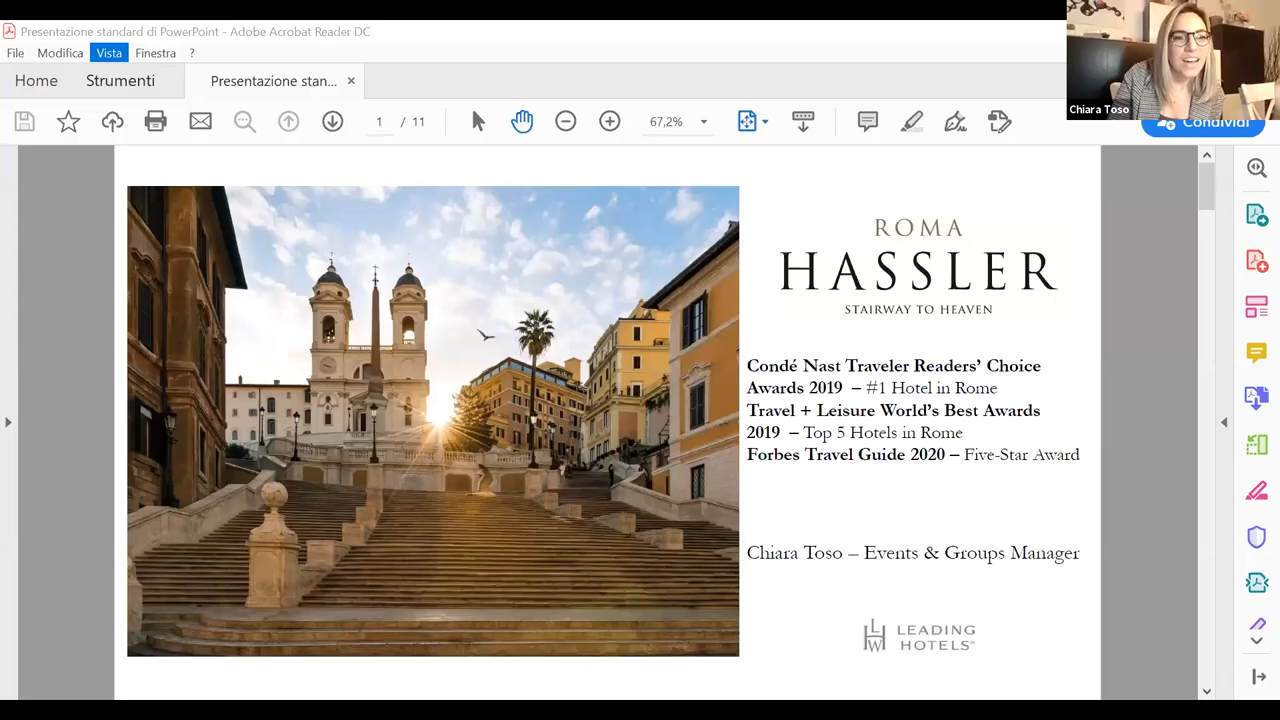 Presentazione standard di PowerPoint - Adobe Acrobat Reader DC
File Modifica Vista Finestra ?
Home Strumenti Presentazione stan... ×
1 / 11 67,2%
Chiara Toso
Condividi
ROMA
HASSLER
STAIRWAY TO HEAVEN
Condé Nast Traveler Readers’ Choice
Awards 2019 – #1 Hotel in Rome
Travel + Leisure World’s Best Awards
2019 – Top 5 Hotels in Rome
Forbes Travel Guide 2020 – Five-Star Award
Chiara Toso – Events & Groups Manager
LHW
LEADING
HOTELS